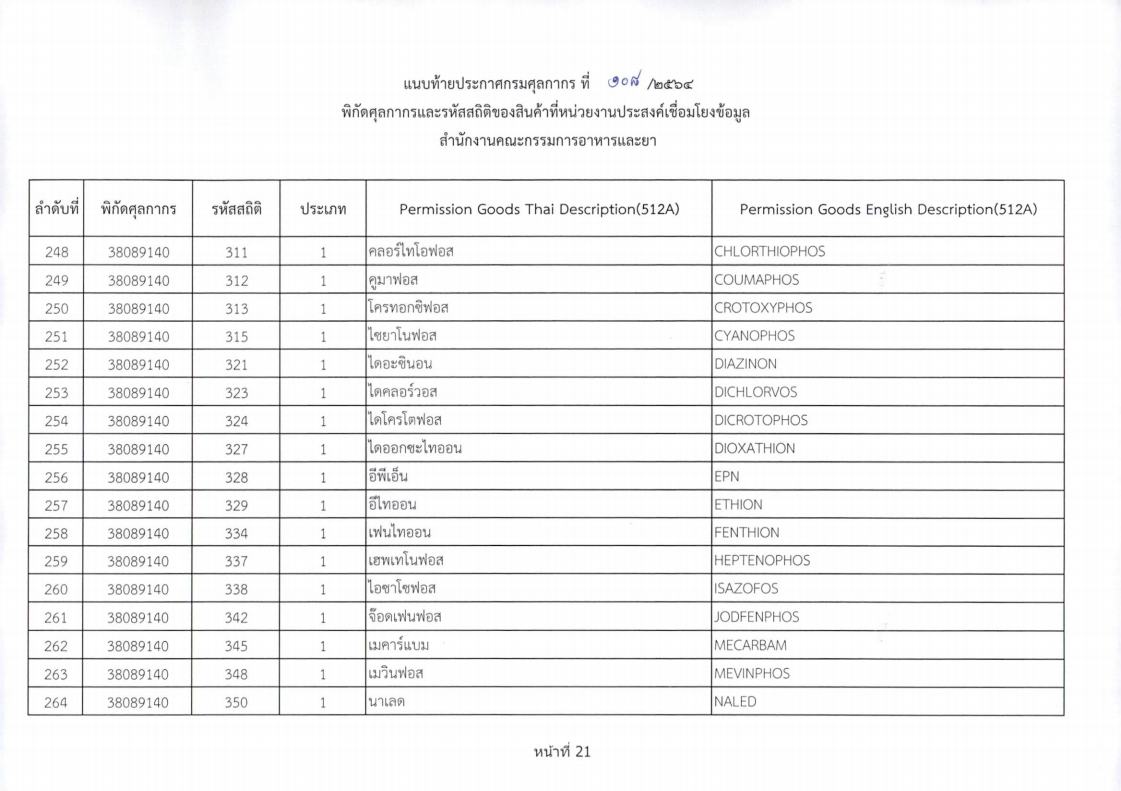 แนบท้ายประกาศกรมศุลกากร ที่ ๑๐๘ /๒๕๖๔
พิกัดศุลกากรและรหัสสถิติของสินค้าที่หน่วยงานประสงค์เชื่อมโยงข้อมูล
สำนักงานคณะกรรมการอาหารและยา
ลำดับที่ พิกัดศุลกากร รหัสสถิติ ประเภท Permission Goods Thai Description(512A) Permission Goods English Description(512A)
248 38089140 311 1 คลอร์ไทโอฟอส CHLORTHIOPHOS
249 38089140 312 1 คูมาฟอส COUMAPHOS
250 38089140 313 1 โครทอกซิฟอส CROTOXYPHOS
251 38089140 315 1 ไซยาโนฟอส CYANOPHOS
252 38089140 321 1 ไดอะซินอน DIAZINON
253 38089140 323 1 ไดคลอร์วอส DICHLORVOS
254 38089140 324 1 ไดโครโตฟอส DICROTOPHOS
255 38089140 327 1 ไดออกซะไทออน DIOXATHION
256 38089140 328 1 อีพีเอ็น EPN
257 38089140 329 1 อีไทออน ETHION
258 38089140 334 1 เฟนไทออน FENTHION
259 38089140 337 1 เฮพเทโนฟอส HEPTENOPHOS
260 38089140 338 1 ไอซาโซฟอส ISAZOFOS
261 38089140 342 1 จ๊อดเฟนฟอส JODFENPHOS
262 38089140 345 1 เมคาร์แบม MECARBAM
263 38089140 348 1 เมวินฟอส MEVINPHOS
264 38089140 350 1 นาเลด NALED
หน้าที่ 21